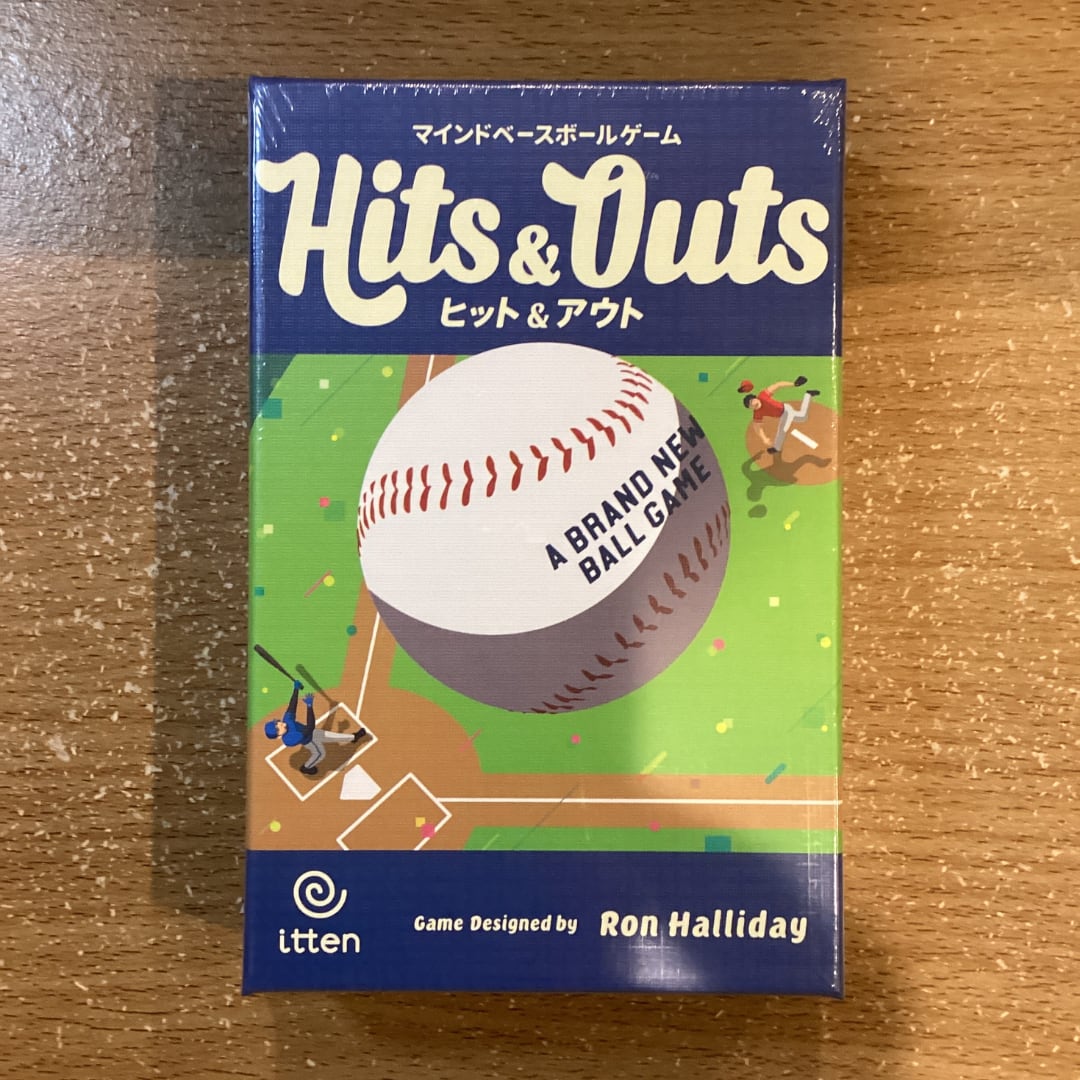 マインドベースボールゲーム
Hits & Outs
ヒット & アウト
A BRAND NEW
BALL GAME
itten
Game Designed by Ron Halliday